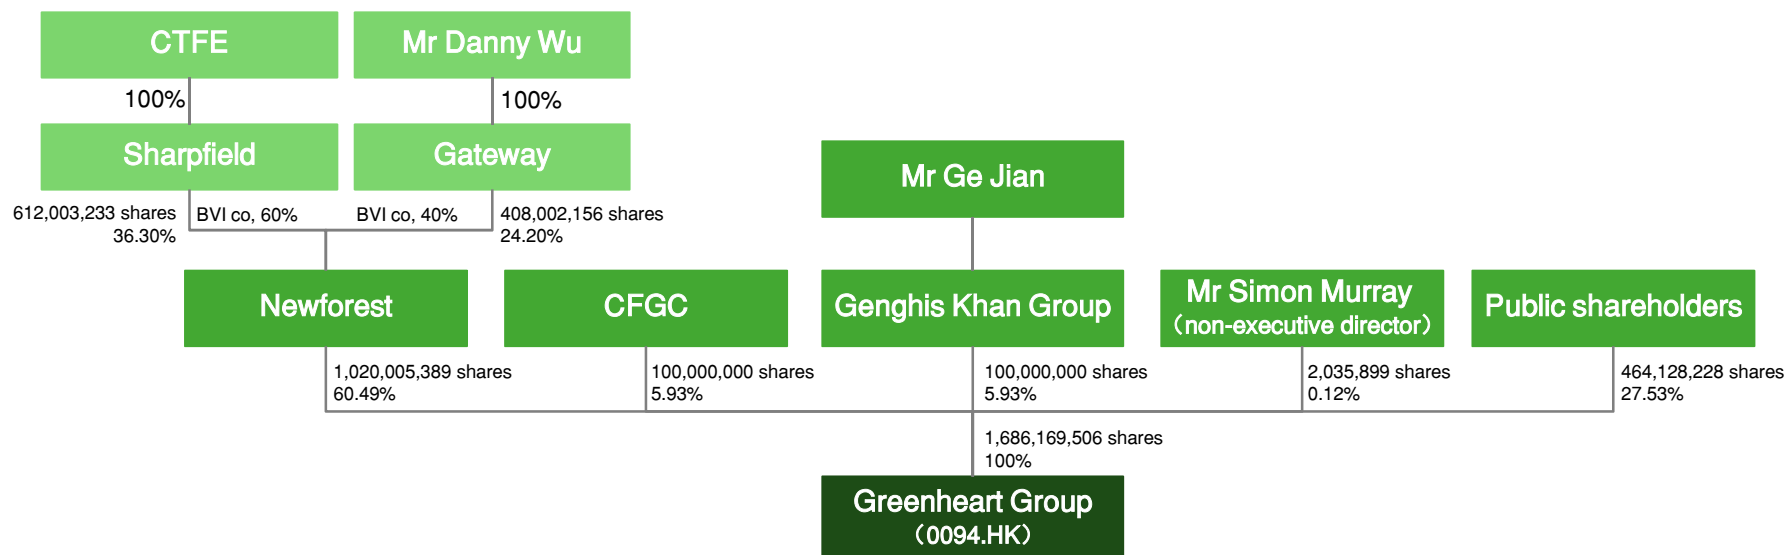 CTFE
Mr Danny Wu
100%
100%
Sharpfield
Gateway
Mr Ge Jian
612,003,233 shares
36.30%
BVI co, 60%
BVI co, 40%
408,002,156 shares
24.20%
Newforest
CFGC
Genghis Khan Group
Mr Simon Murray
（non-executive director）
Public shareholders
1,020,005,389 shares
60.49%
100,000,000 shares
5.93%
100,000,000 shares
5.93%
2,035,899 shares
0.12%
464,128,228 shares
27.53%
1,686,169,506 shares
100%
Greenheart Group
（0094.HK）